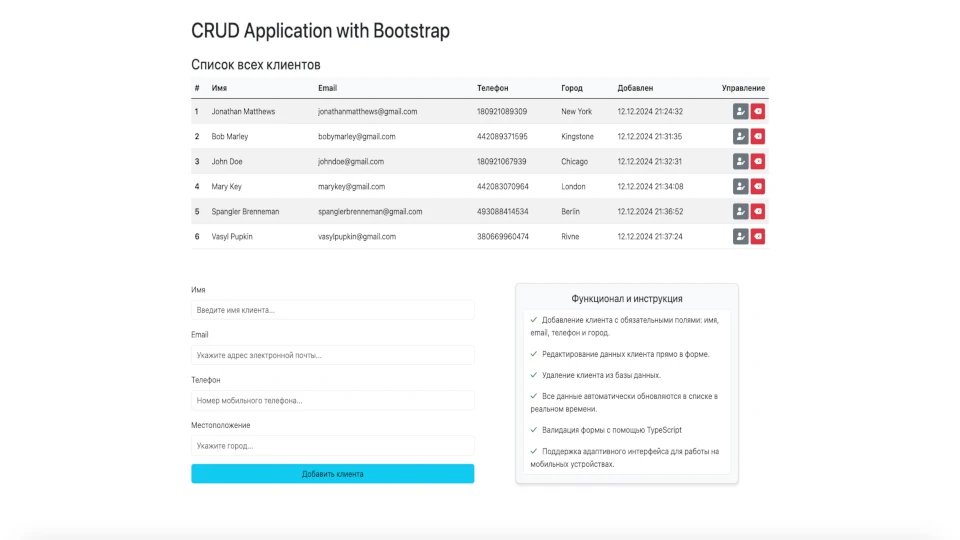 CRUD Application with Bootstrap
Список всех клиентов
# Имя Email Телефон Город Добавлен Управление
1 Jonathan Matthews jonathanmatthews@gmail.com 180921089309 New York 12.12.2024 21:24:32
2 Bob Marley bobymarley@gmail.com 442089371595 Kingstone 12.12.2024 21:31:35
3 John Doe johndoe@gmail.com 180921067939 Chicago 12.12.2024 21:32:31
4 Mary Key marykey@gmail.com 442083070964 London 12.12.2024 21:34:08
5 Spangler Brenneman spanglerbrenneman@gmail.com 493088414534 Berlin 12.12.2024 21:36:52
6 Vasyl Pupkin vasylpupkin@gmail.com 380669960474 Rivne 12.12.2024 21:37:24
Имя
Введите имя клиента...
Email
Укажите адрес электронной почты...
Телефон
Номер мобильного телефона...
Местоположение
Укажите город...
Добавить клиента
Функционал и инструкция
Добавление клиента с обязательными полями: имя,
email, телефон и город.
Редактирование данных клиента прямо в форме.
Удаление клиента из базы данных.
Все данные автоматически обновляются в списке в
реальном времени.
Валидация формы с помощью TypeScript
Поддержка адаптивного интерфейса для работы на
мобильных устройствах.